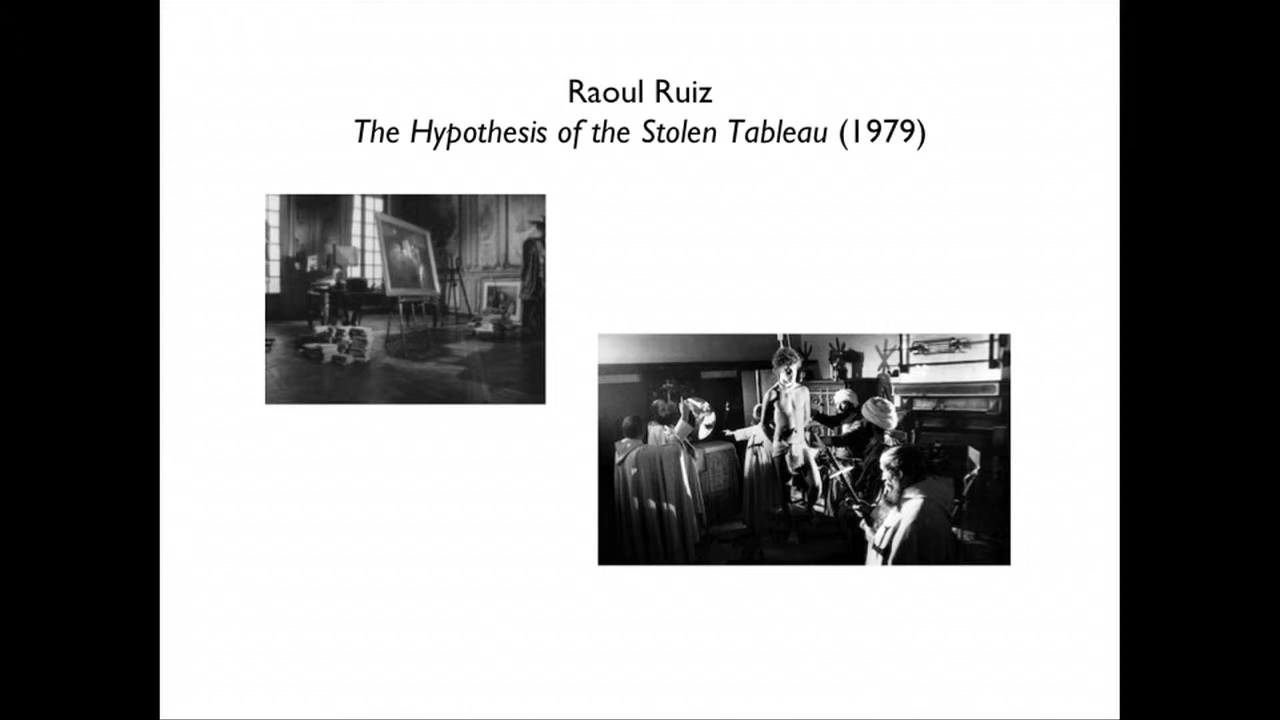 Raoul Ruiz
The Hypothesis of the Stolen Tableau (1979)